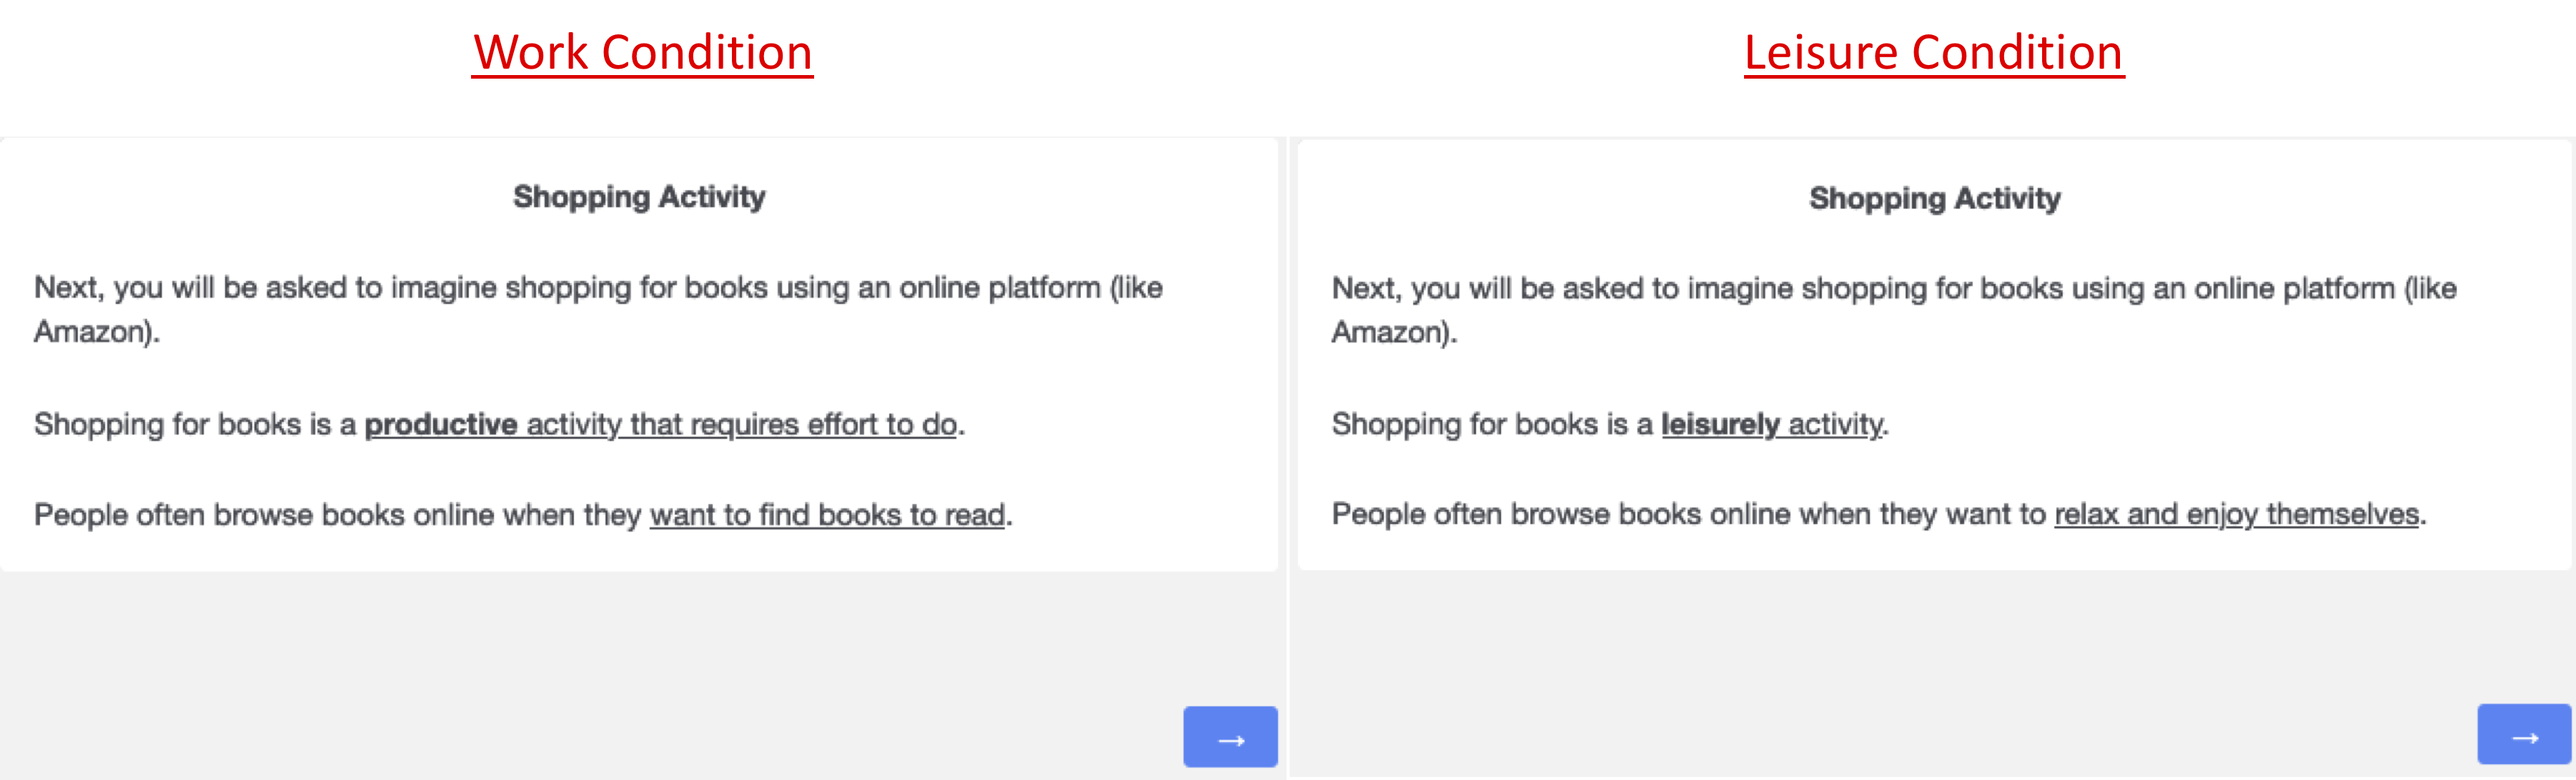 Work Condition
Shopping Activity
Next, you will be asked to imagine shopping for books using an online platform (like
Amazon).
Shopping for books is a productive activity that requires effort to do.
People often browse books online when they want to find books to read.
→
Leisure Condition
Shopping Activity
Next, you will be asked to imagine shopping for books using an online platform (like
Amazon).
Shopping for books is a leisurely activity.
People often browse books online when they want to relax and enjoy themselves.
→